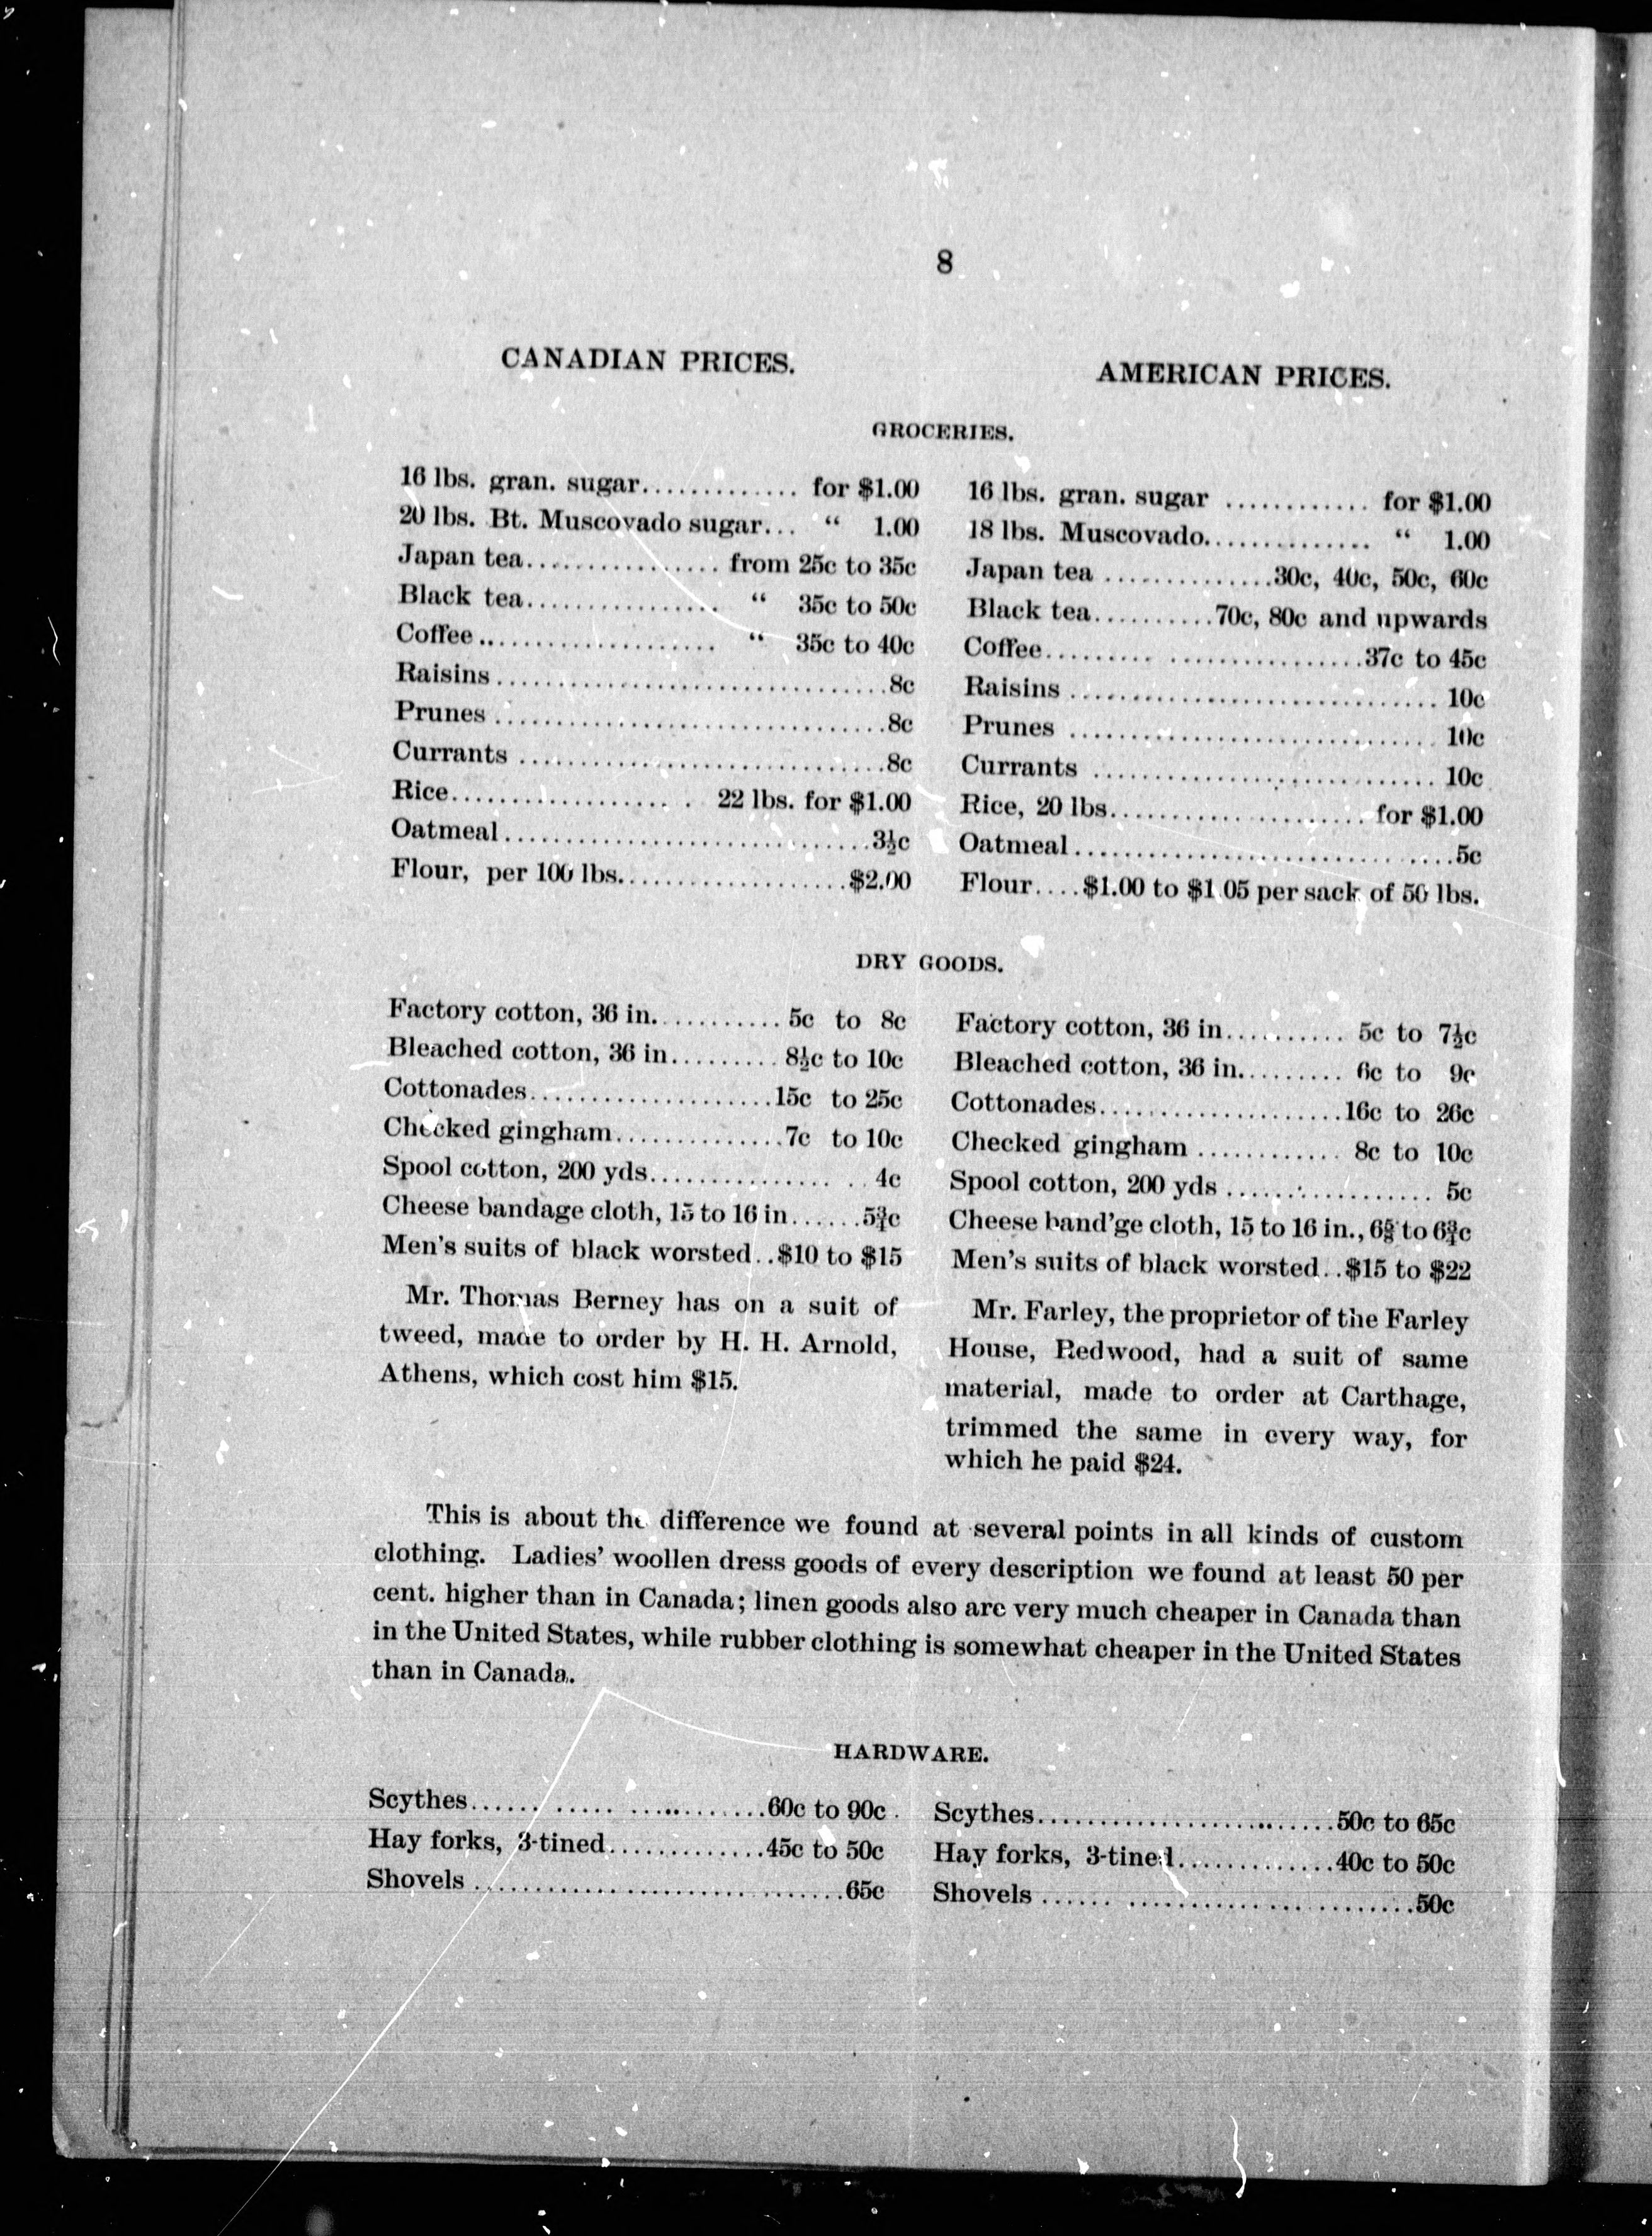 8
CANADIAN PRICES.
AMERICAN PRICES.
GROCERIES.
16 lbs. gran. sugar.............. for $1.00
20 lbs. Bt. Muscovado sugar... “ 1.00
Japan tea................ from 25c to 35c
Black tea................ “ 35c to 50c
Coffee.................... “ 35c to 40c
Raisins................................8c
Prunes................................8c
Currants ..............................8c
Rice.................... 22 lbs. for $1.00
Oatmeal..............................3½c
Flour, per 100 lbs...................$2.00
16 lbs. gran. sugar ............ for $1.00
18 lbs. Muscovado.............. “ 1.00
Japan tea ..............30c, 40c, 50c, 60c
Black tea..........70c, 80c and upwards
Coffee......... ................37c to 45c
Raisins .............................. 10c
Prunes .............................. 10c
Currants ............................ 10c
Rice, 20 lbs..................... for $1.00
Oatmeal................................5c
Flour....$1.00 to $1 05 per sack of 50 lbs.
DRY GOODS.
Factory cotton, 36 in........... 5c to 8c
Bleached cotton, 36 in......... 8½c to 10c
Cottonades....................15c to 25c
Checked gingham..............7c to 10c
Spool cotton, 200 yds............... .. 4c
Cheese bandage cloth, 15 to 16 in......5¾c
Men’s suits of black worsted..$10 to $15
Mr. Thomas Berney has on a suit of
tweed, made to order by H. H. Arnold,
Athens, which cost him $15.
Factory cotton, 36 in.......... 5c to 7½c
Bleached cotton, 36 in......... 6c to 9c
Cottonades....................16c to 26c
Checked gingham ............ 8c to 10c
Spool cotton, 200 yds .................. 5c
Cheese band’ge cloth, 15 to 16 in., 6⅝ to 6¾c
Men’s suits of black worsted..$15 to $22
Mr. Farley, the proprietor of the Farley
House, Redwood, had a suit of same
material, made to order at Carthage,
trimmed the same in every way, for
which he paid $24.
This is about the difference we found at several points in all kinds of custom
clothing. Ladies’ woollen dress goods of every description we found at least 50 per
cent. higher than in Canada; linen goods also are very much cheaper in Canada than
in the United States, while rubber clothing is somewhat cheaper in the United States
than in Canada.
HARDWARE.
Scythes...... ..... ............60c to 90c
Hay forks, 3-tined.............45c to 50c
Shovels ..............................65c
Scythes.........................50c to 65c
Hay forks, 3-tined.............40c to 50c
Shovels ...... ........................50c